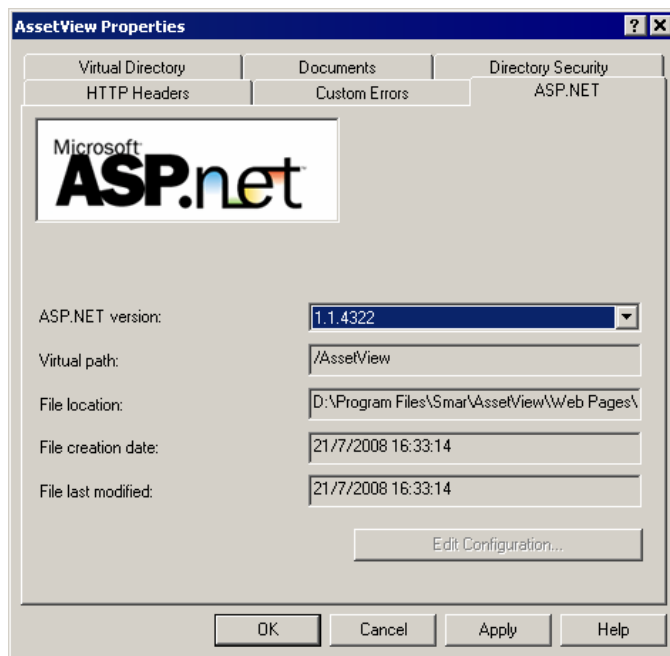 AssetView Properties
Virtual Directory Documents Directory Security
HTTP Headers Custom Errors ASP.NET
Microsoft
ASP.net
ASP.NET version: 1.1.4322
Virtual path: /AssetView
File location: D:\Program Files\Smar\AssetView\Web Pages\
File creation date: 21/7/2008 16:33:14
File last modified: 21/7/2008 16:33:14
Edit Configuration...
OK Cancel Apply Help